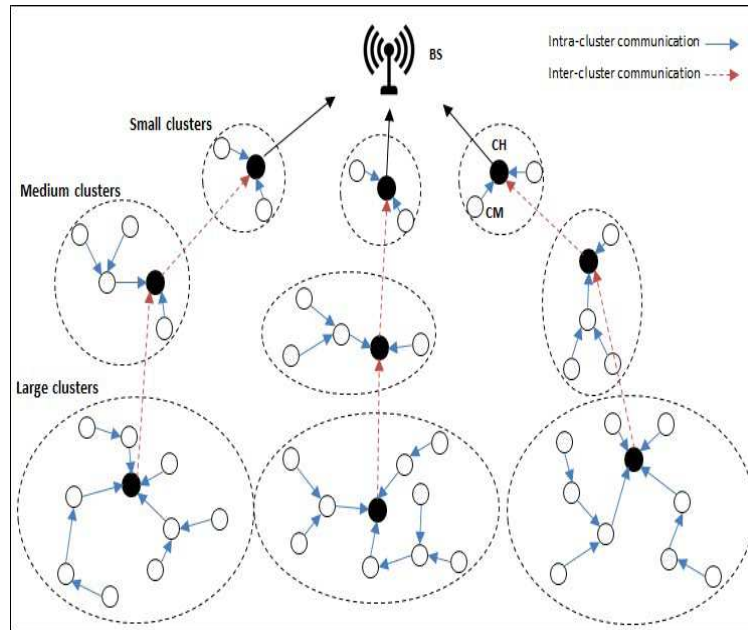 Intra-cluster communication
BS
Inter-cluster communication
Small clusters
CH
Medium clusters
CM
Large clusters